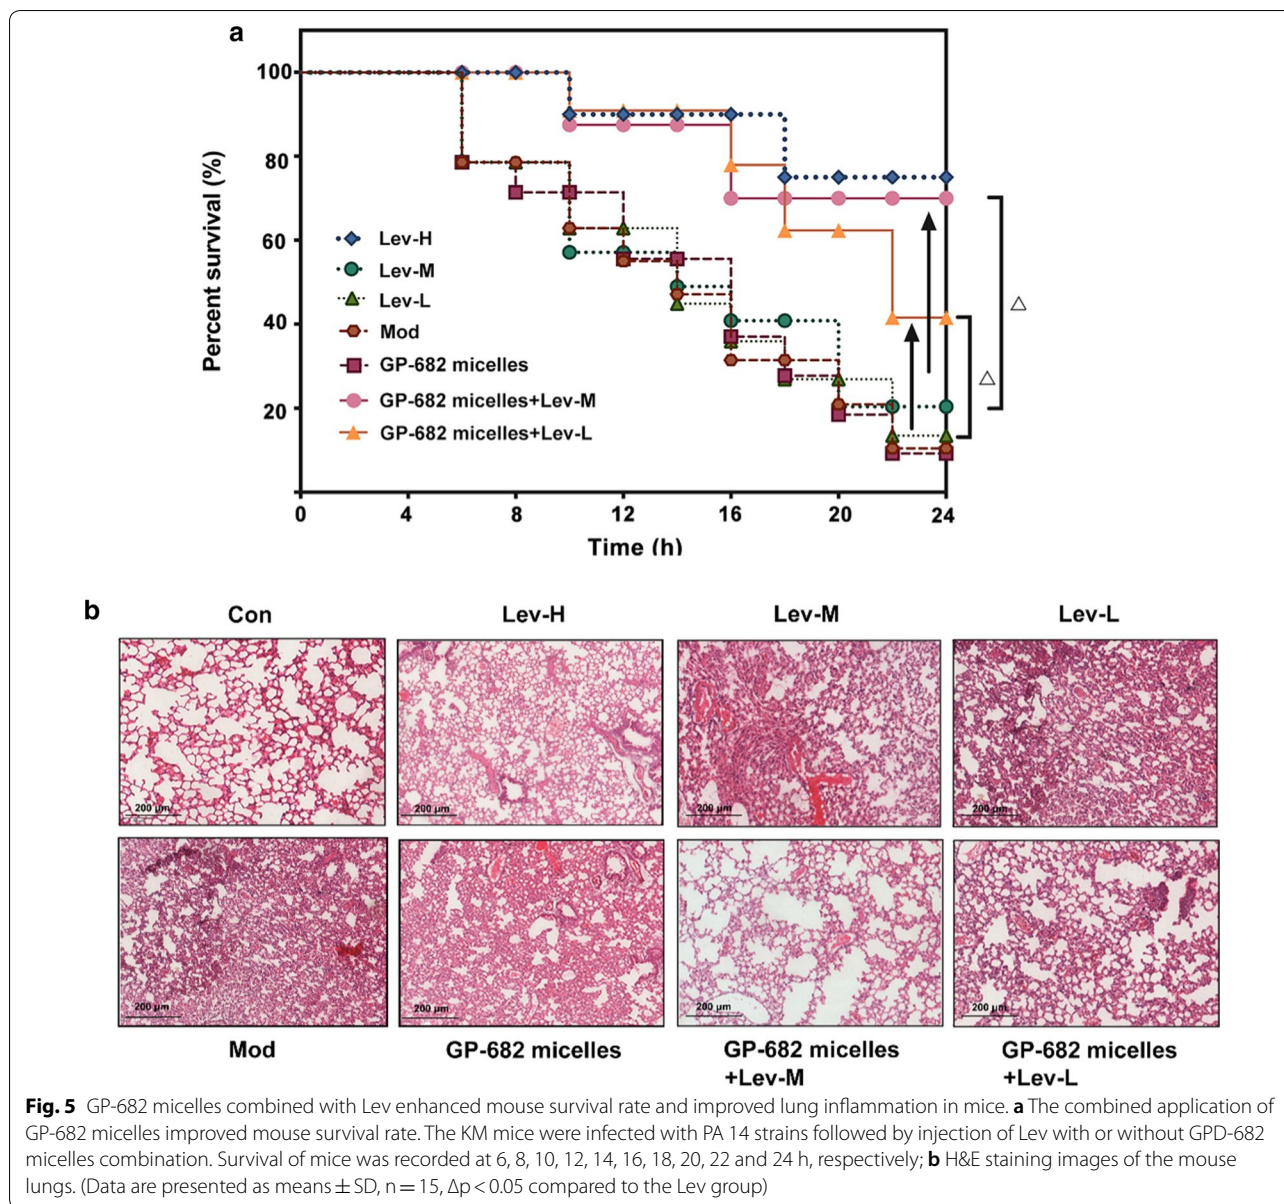 a
100
80
60
40
20
Percent survival (%)
Lev-H
Lev-M
Lev-L
Mod
GP-682 micelles
GP-682 micelles+Lev-M
GP-682 micelles+Lev-L
△
△
0 4 8 12 16 20 24
Time (h)
b
Con Lev-H Lev-M Lev-L
200 µm 200 µm 200 µm 200 µm
200 µm 200 µm 200 µm 200 µm
Mod GP-682 micelles GP-682 micelles GP-682 micelles
+Lev-M +Lev-L
Fig. 5 GP-682 micelles combined with Lev enhanced mouse survival rate and improved lung inflammation in mice. a The combined application of
GP-682 micelles improved mouse survival rate. The KM mice were infected with PA 14 strains followed by injection of Lev with or without GPD-682
micelles combination. Survival of mice was recorded at 6, 8, 10, 12, 14, 16, 18, 20, 22 and 24 h, respectively; b H&E staining images of the mouse
lungs. (Data are presented as means ± SD, n = 15, Δp < 0.05 compared to the Lev group)